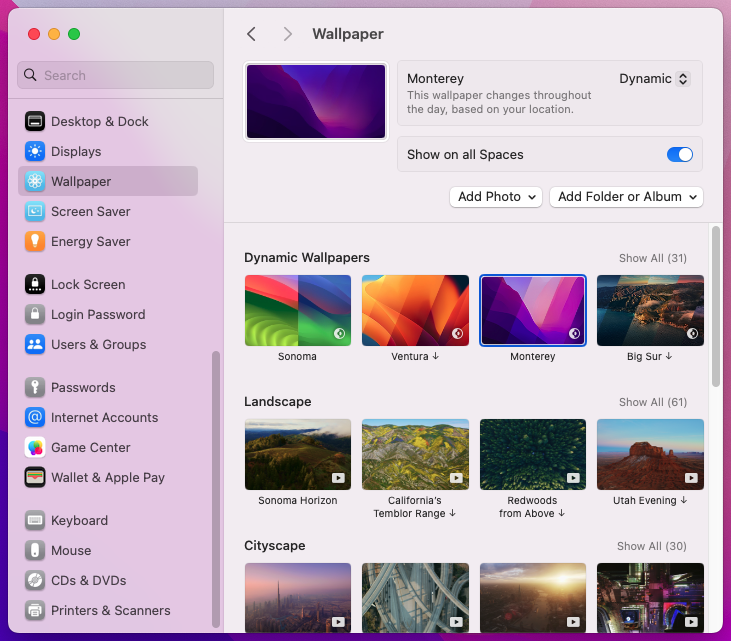 Wallpaper
Search
Desktop & Dock
Displays
Wallpaper
Screen Saver
Energy Saver
Lock Screen
Login Password
Users & Groups
Passwords
Internet Accounts
Game Center
Wallet & Apple Pay
Keyboard
Mouse
CDs & DVDs
Printers & Scanners
Monterey
Dynamic
This wallpaper changes throughout
the day, based on your location.
Show on all Spaces
Add Photo
Add Folder or Album
Dynamic Wallpapers
Show All (31)
Sonoma
Ventura ↓
Monterey
Big Sur ↓
Landscape
Show All (61)
Sonoma Horizon
California's
Temblor Range ↓
Redwoods
from Above ↓
Utah Evening ↓
Cityscape
Show All (30)